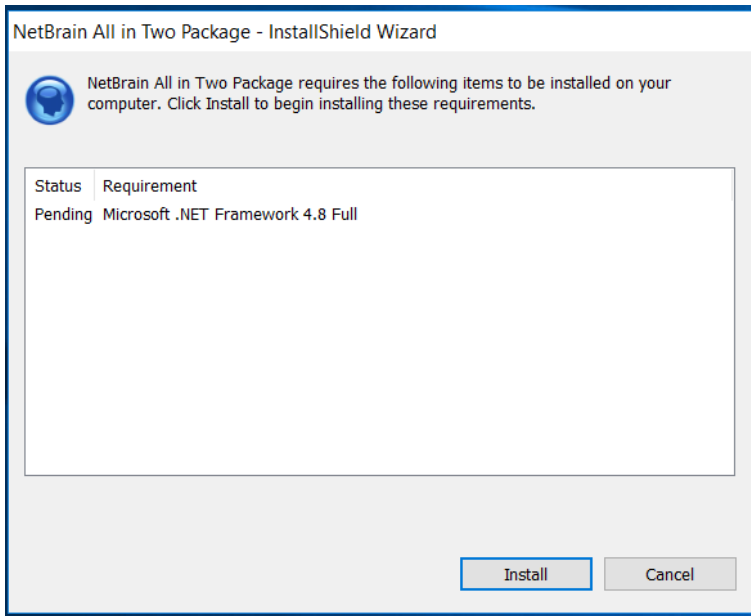 NetBrain All in Two Package - InstallShield Wizard
NetBrain All in Two Package requires the following items to be installed on your
computer. Click Install to begin installing these requirements.
Status Requirement
Pending Microsoft .NET Framework 4.8 Full
Install Cancel